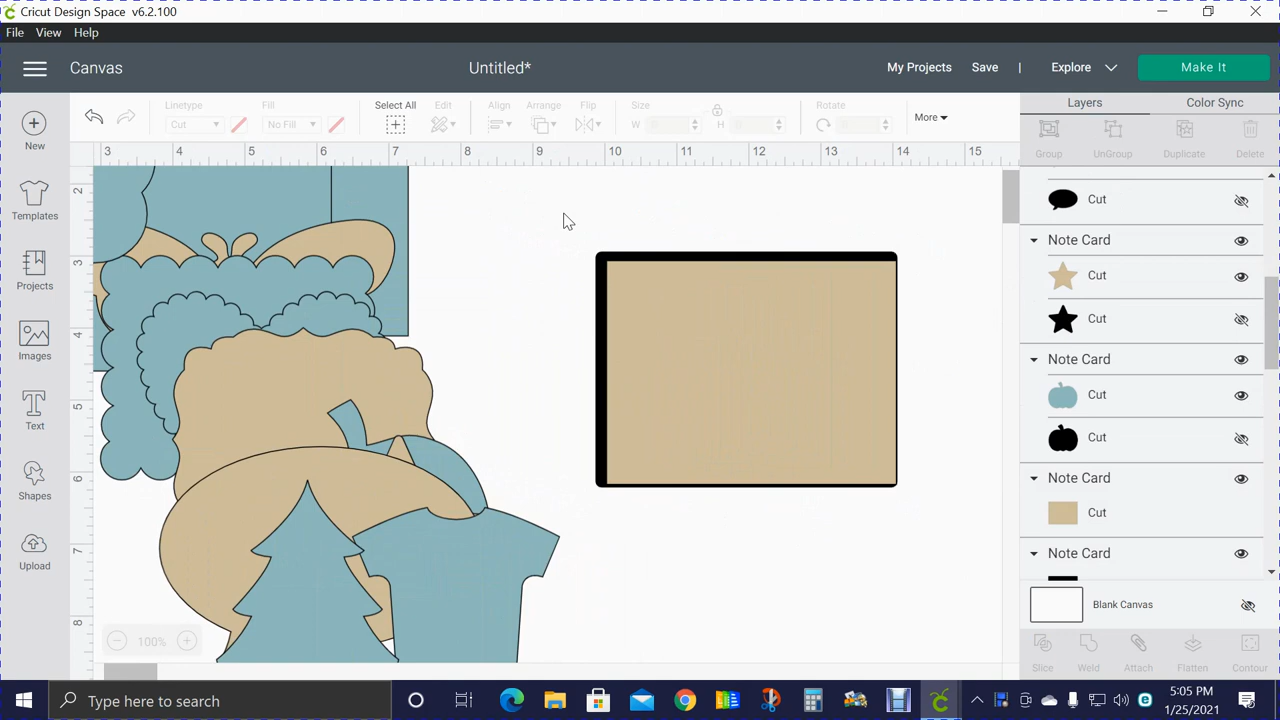 Cricut Design Space v6.2.100
File View Help
Canvas
Untitled*
My Projects Save | Explore Make It
Linetype Fill Select All Edit Align Arrange Flip Size Rotate
Cut No Fill W H More
Layers Color Sync
Group UnGroup Duplicate Delete
3 4 5 6 7 8 9 10 11 12 13 14 15
2
3
4
5
6
7
8
New
Templates
Projects
Images
Text
Shapes
Upload
Cut
Note Card
Cut
Cut
Note Card
Cut
Cut
Note Card
Cut
Note Card
Blank Canvas
100%
Slice Weld Attach Flatten Contour
Type here to search
5:05 PM
1/25/2021